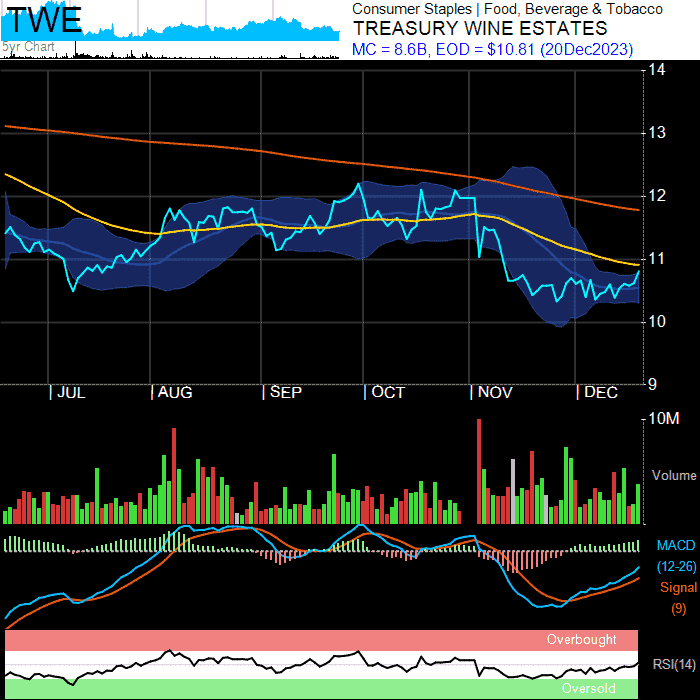 TWE
5yr Chart
Consumer Staples | Food, Beverage & Tobacco
TREASURY WINE ESTATES
MC = 8.6B, EOD = $10.81 (20Dec2023)
14
13
12
11
10
9
| JUL | AUG | SEP | OCT | NOV | DEC
10M
Volume
MACD
(12-26)
Signal
(9)
Overbought
RSI(14)
Oversold